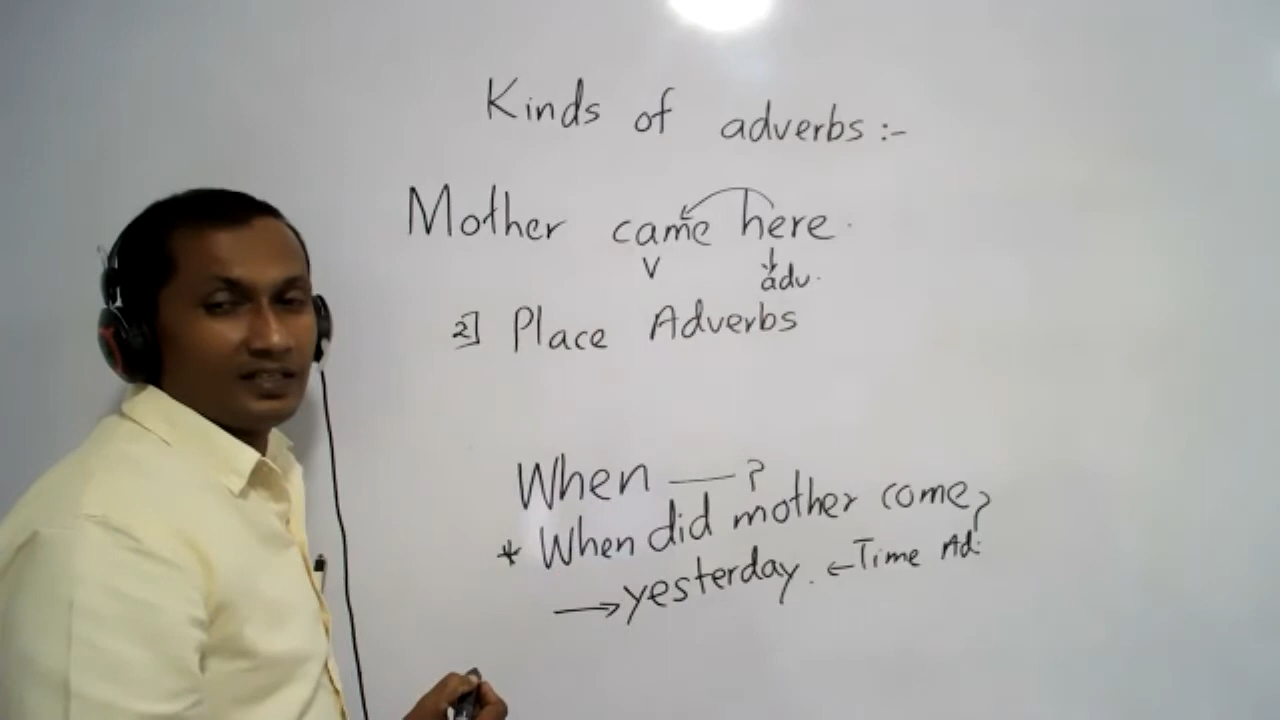 Kinds of adverbs :-
Mother came here.
V adv.
2] Place Adverbs
When —— ?
* When did mother come?
→ yesterday. ← Time Ad.